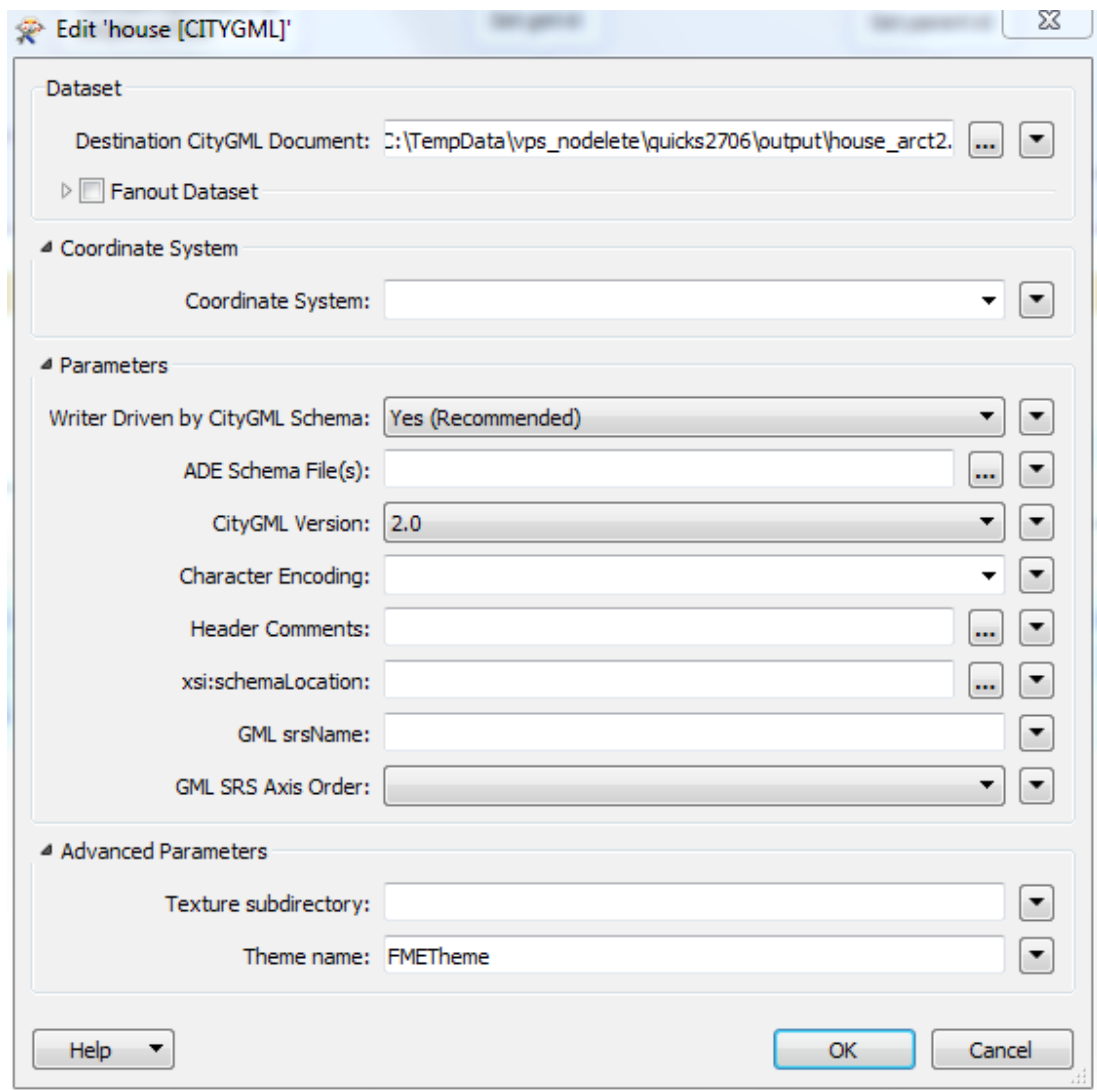 Edit 'house [CITYGML]'
Dataset
Destination CityGML Document: C:\TempData\vps_nodelete\quicks2706\output\house_arct2. ...
Fanout Dataset
Coordinate System
Coordinate System:
Parameters
Writer Driven by CityGML Schema: Yes (Recommended)
ADE Schema File(s): ...
CityGML Version: 2.0
Character Encoding:
Header Comments: ...
xsi:schemaLocation: ...
GML srsName:
GML SRS Axis Order:
Advanced Parameters
Texture subdirectory:
Theme name: FMETheme
Help OK Cancel